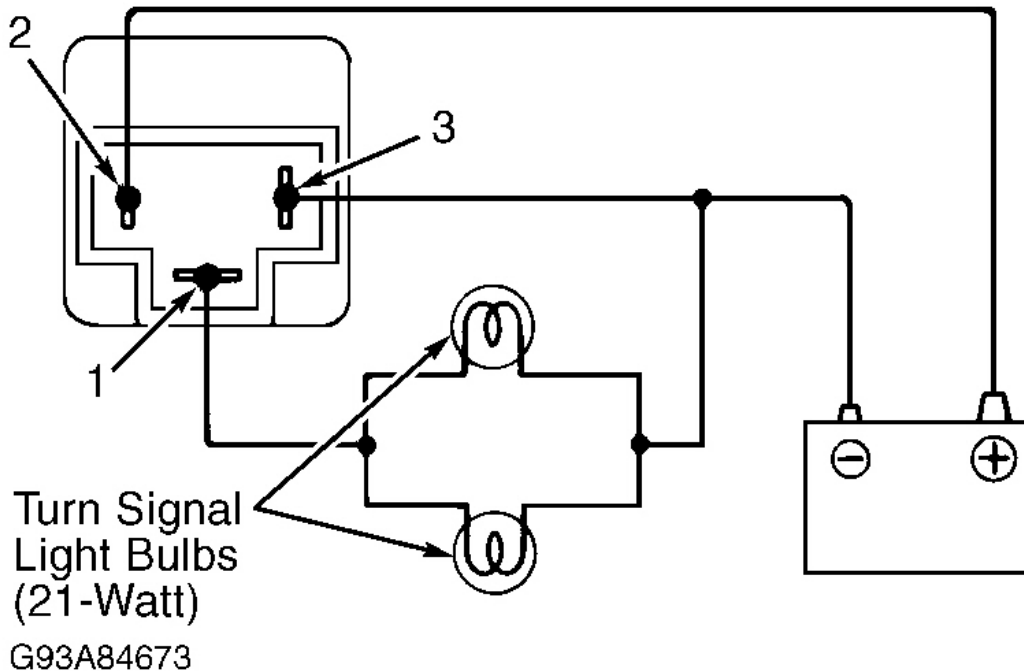 2
3
1
−
+
Turn Signal
Light Bulbs
(21-Watt)
G93A84673